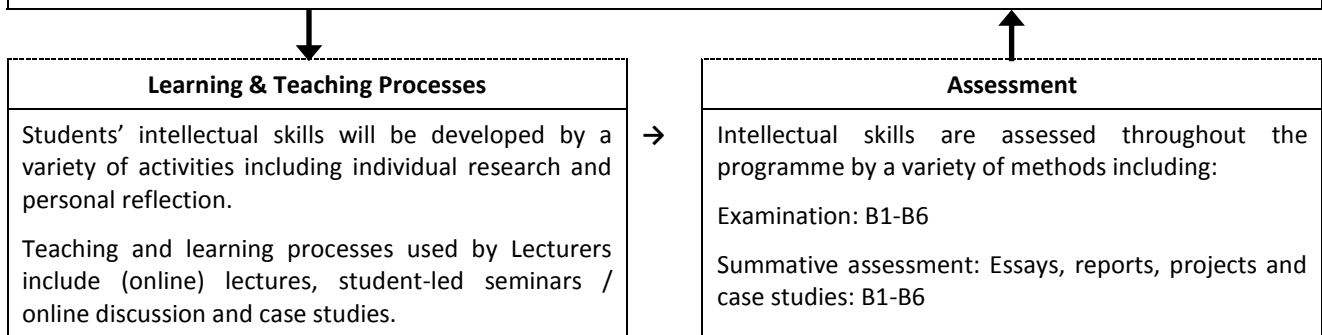 Learning & Teaching Processes
Students’ intellectual skills will be developed by a
variety of activities including individual research and
personal reflection.
Teaching and learning processes used by Lecturers
include (online) lectures, student-led seminars /
online discussion and case studies.
→
Assessment
Intellectual skills are assessed throughout the
programme by a variety of methods including:
Examination: B1-B6
Summative assessment: Essays, reports, projects and
case studies: B1-B6